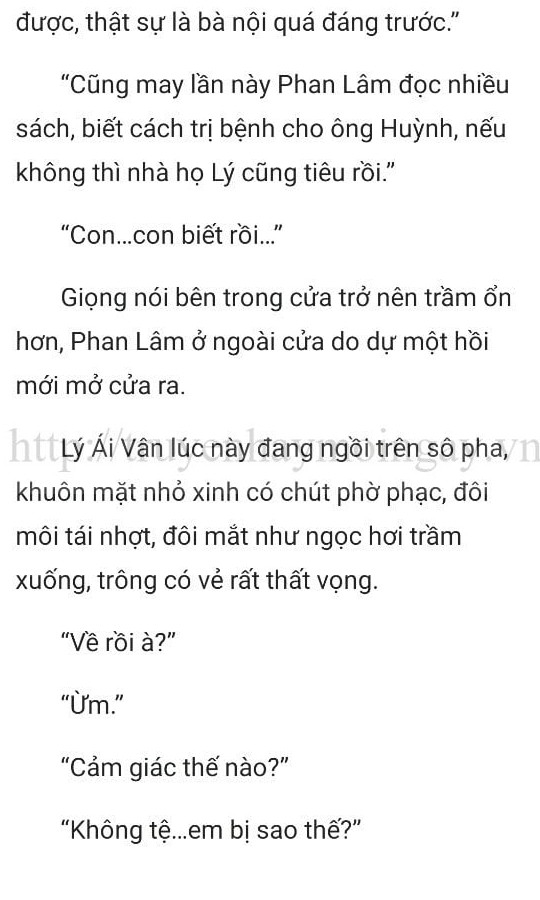 được, thật sự là bà nội quá đáng trước.”
“Cũng may lần này Phan Lâm đọc nhiều
sách, biết cách trị bệnh cho ông Huỳnh, nếu
không thì nhà họ Lý cũng tiêu rồi.”
“Con...con biết rồi...”
Giọng nói bên trong cửa trở nên trầm ổn
hơn, Phan Lâm ở ngoài cửa do dự một hồi
mới mở cửa ra.
http://truyenhaymoingay.vn
Lý Ái Vân lúc này đang ngồi trên sô pha,
khuôn mặt nhỏ xinh có chút phờ phạc, đôi
môi tái nhợt, đôi mắt như ngọc hơi trầm
xuống, trông có vẻ rất thất vọng.
“Về rồi à?”
“Ừm.”
“Cảm giác thế nào?”
“Không tệ...em bị sao thế?”